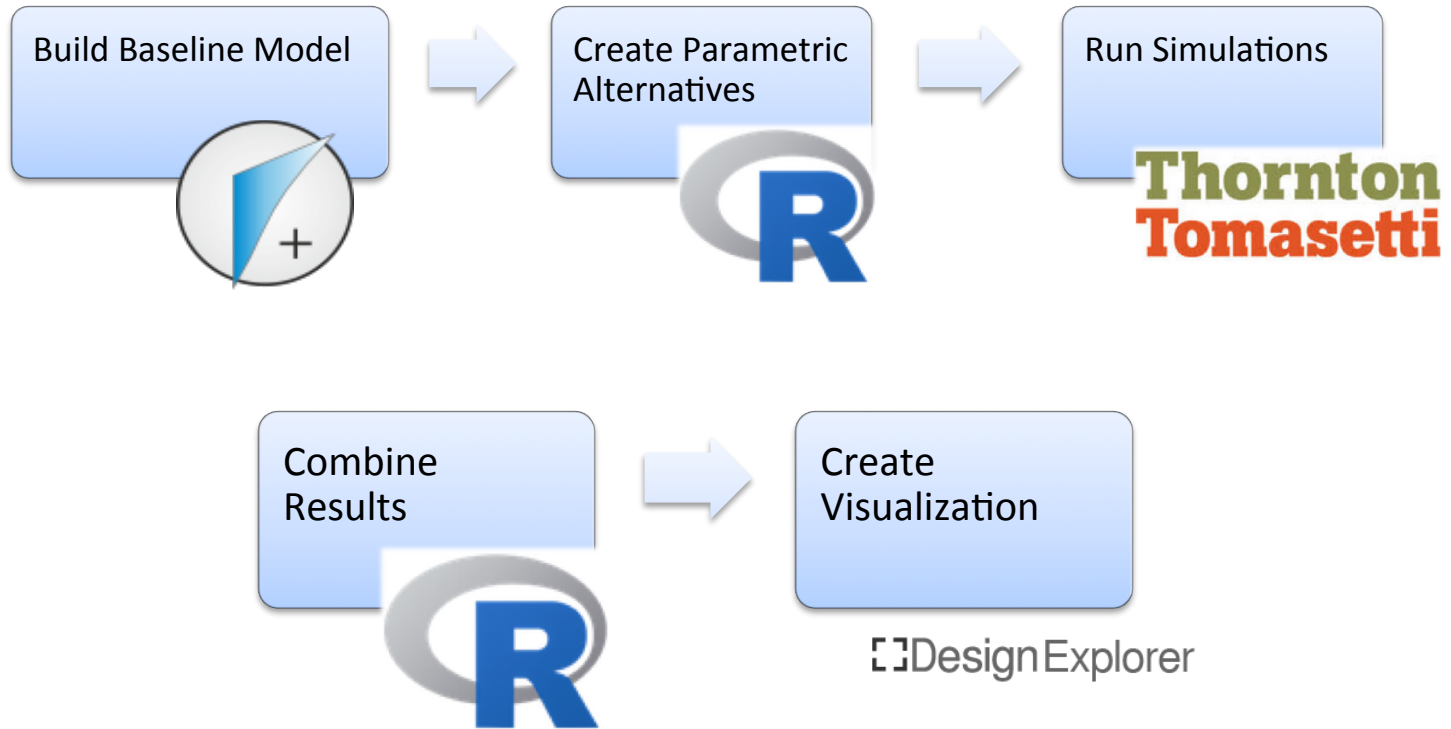 Build Baseline Model
Create Parametric
Alternatives
Run Simulations
R
Thornton
Tomasetti
Combine
Results
Create
Visualization
R
DesignExplorer